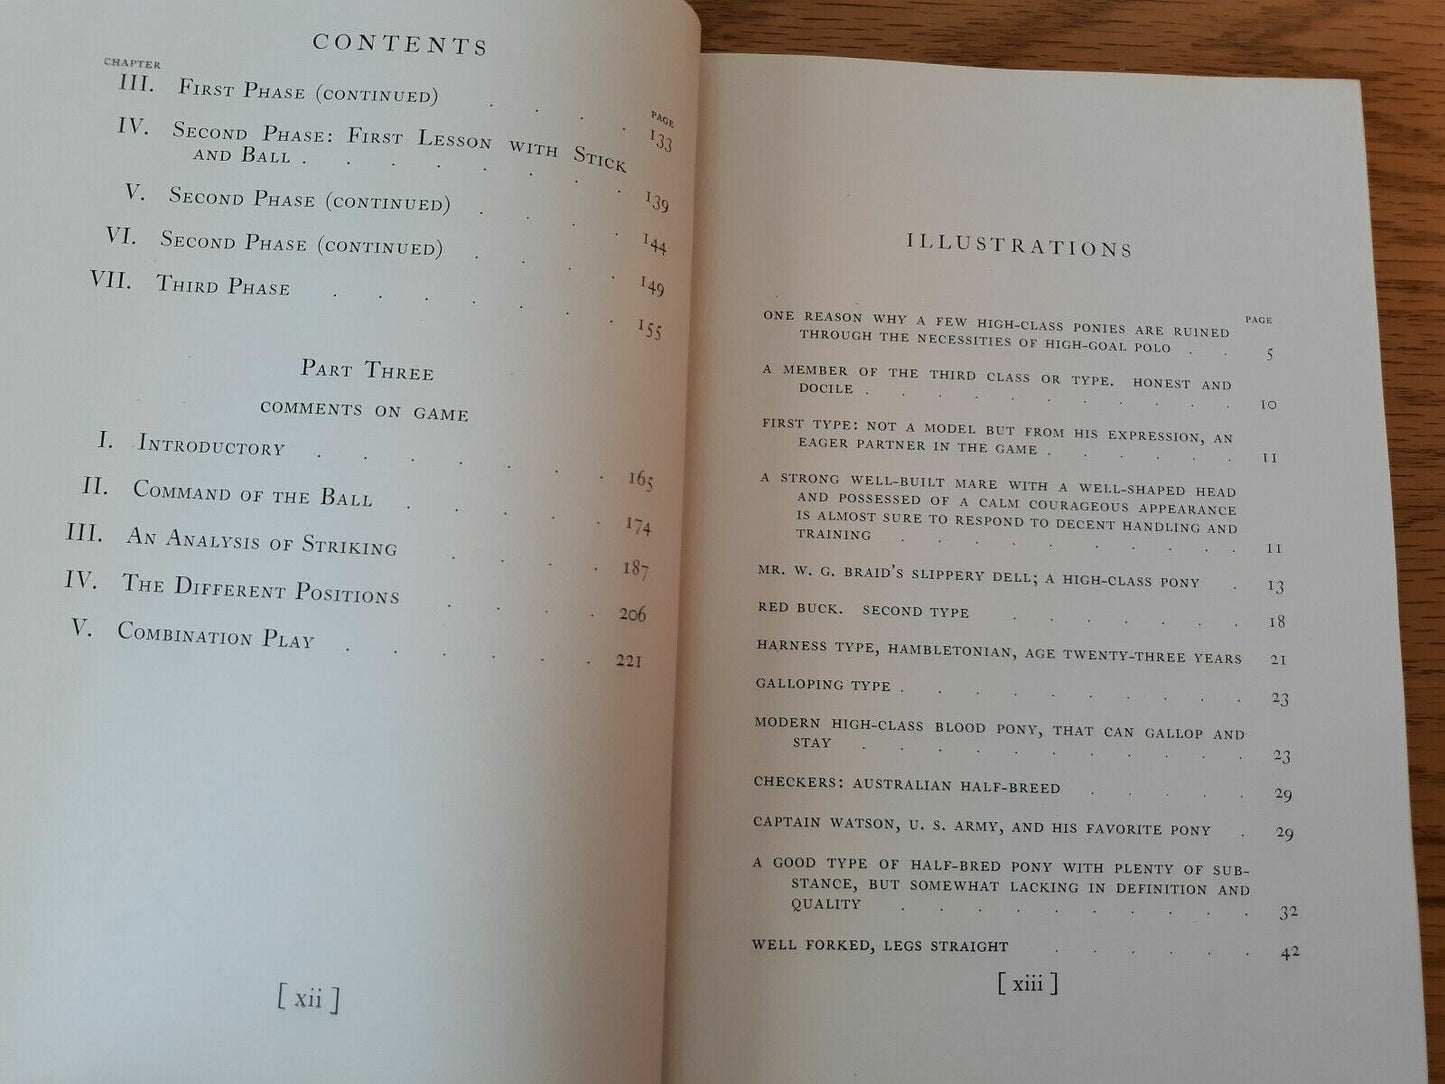 CONTENTS
CHAPTER
PAGE
III. First Phase (continued) . . . . 133
IV. Second Phase: First Lesson with Stick
and Ball . . . . . . . . 139
V. Second Phase (continued) . . . . 144
VI. Second Phase (continued) . . . . 149
VII. Third Phase . . . . . . . 155
Part Three
COMMENTS ON GAME
I. Introductory . . . . . . . 165
II. Command of the Ball . . . . . 174
III. An Analysis of Striking . . . . 187
IV. The Different Positions . . . . 206
V. Combination Play . . . . . . 221
[ xii ]
ILLUSTRATIONS
PAGE
ONE REASON WHY A FEW HIGH-CLASS PONIES ARE RUINED
THROUGH THE NECESSITIES OF HIGH-GOAL POLO . . 5
A MEMBER OF THE THIRD CLASS OR TYPE. HONEST AND
DOCILE . . . . . . . . . . . 10
FIRST TYPE: NOT A MODEL BUT FROM HIS EXPRESSION, AN
EAGER PARTNER IN THE GAME . . . . . . 11
A STRONG WELL-BUILT MARE WITH A WELL-SHAPED HEAD
AND POSSESSED OF A CALM COURAGEOUS APPEARANCE
IS ALMOST SURE TO RESPOND TO DECENT HANDLING AND
TRAINING . . . . . . . . . . 11
MR. W. G. BRAID'S SLIPPERY DELL; A HIGH-CLASS PONY . 13
RED BUCK. SECOND TYPE . . . . . . . 18
HARNESS TYPE, HAMBLETONIAN, AGE TWENTY-THREE YEARS 21
GALLOPING TYPE . . . . . . . . . . 23
MODERN HIGH-CLASS BLOOD PONY, THAT CAN GALLOP AND
STAY . . . . . . . . . . . 23
CHECKERS: AUSTRALIAN HALF-BREED . . . . . 29
CAPTAIN WATSON, U. S. ARMY, AND HIS FAVORITE PONY . 29
A GOOD TYPE OF HALF-BRED PONY WITH PLENTY OF SUB-
STANCE, BUT SOMEWHAT LACKING IN DEFINITION AND
QUALITY . . . . . . . . . . 32
WELL FORKED, LEGS STRAIGHT . . . . . . 42
[ xiii ]